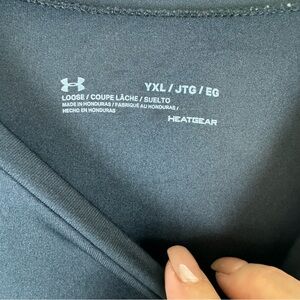 YXL / JTG / EG
LOOSE / COUPE LÂCHE / SUELTO
MADE IN HONDURAS / FABRIQUÉ AU HONDURAS /
HECHO EN HONDURAS
HEATGEAR